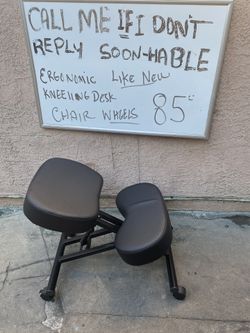 CALL ME IF I DON'T
REPLY SOON-HABLE
ERGONOMIC LIKE NEW
KNEELING DESK
CHAIR WHEELS 85